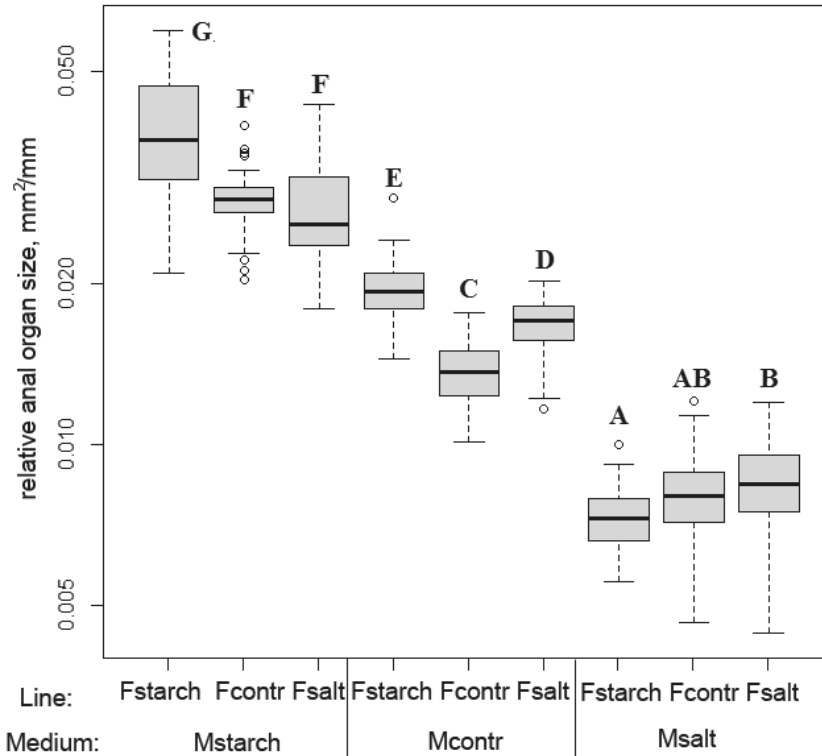 relative anal organ size, mm²/mm
0.050
0.020
0.010
0.005
G.
F
F
E
C
D
A
AB
B
Line: Fstarch Fcontr Fsalt Fstarch Fcontr Fsalt Fstarch Fcontr Fsalt
Medium: Mstarch Mcontr Msalt